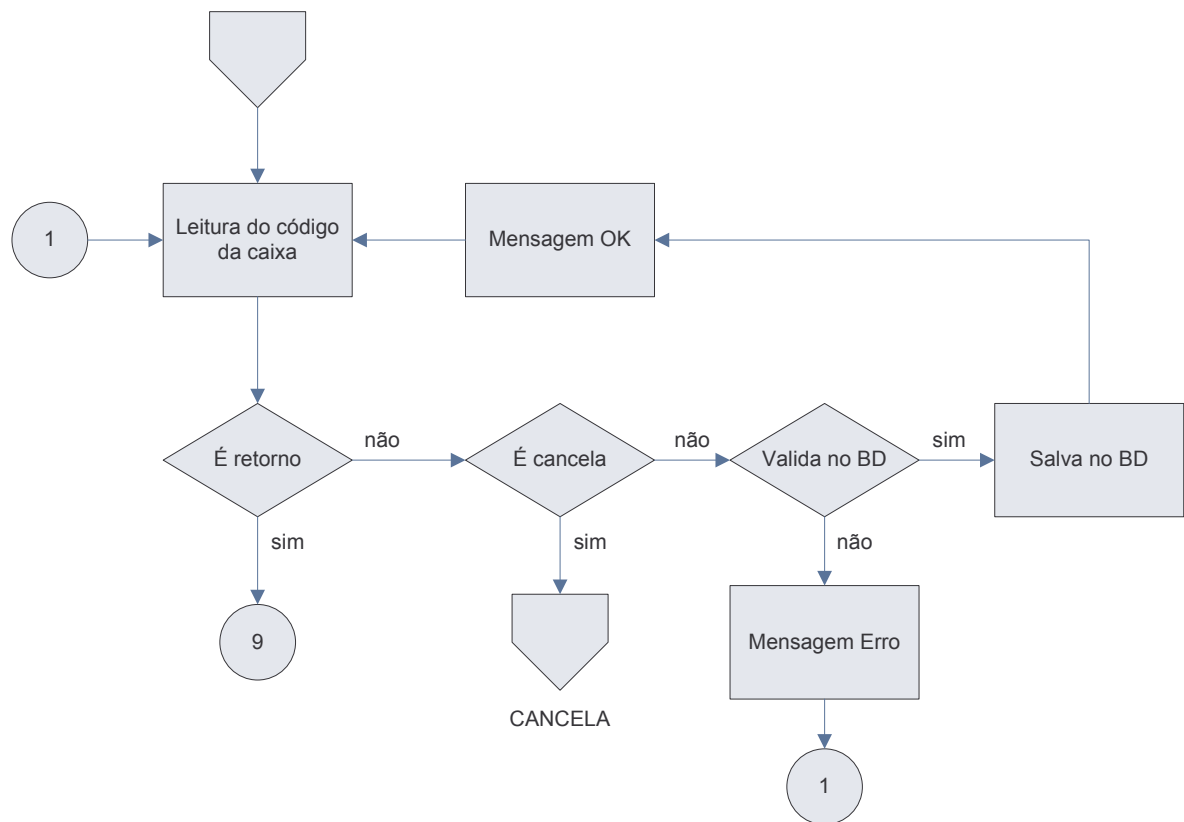 1
Leitura do código
da caixa
Mensagem OK
É retorno
não
É cancela
não
Valida no BD
sim
Salva no BD
sim
sim
não
9
CANCELA
Mensagem Erro
1